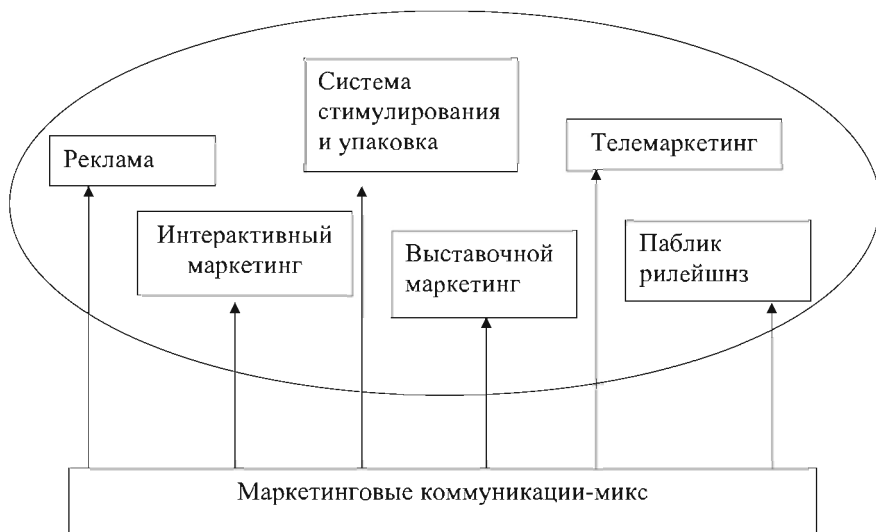 Система
стимулирования
и упаковка
Реклама
Телемаркетинг
Интерактивный
маркетинг
Выставочной
маркетинг
Паблик
рилейшнз
Маркетинговые коммуникации-микс